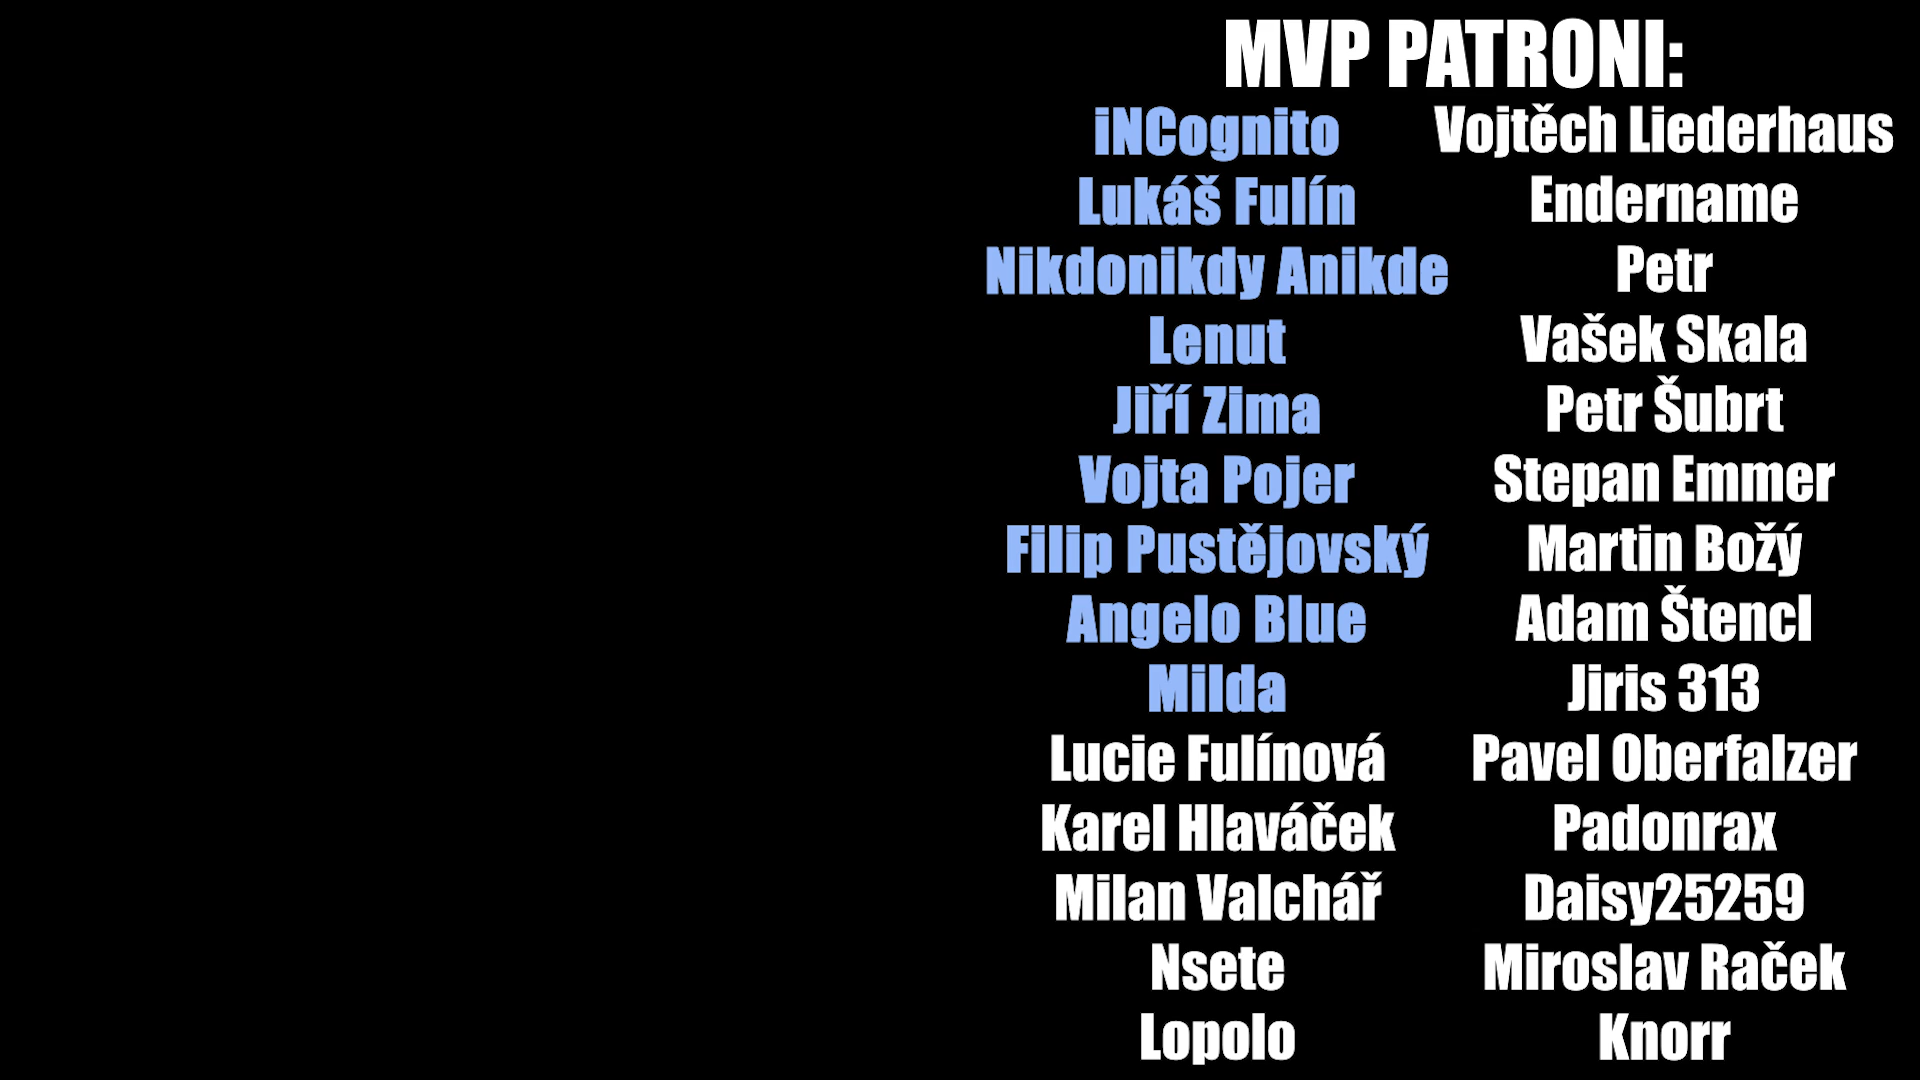 MVP PATRONI:
iNCognito
Lukáš Fulín
Nikdonikdy Anikde
Lenut
Jiří Zima
Vojta Pojer
Filip Pustějovský
Angelo Blue
Milda
Lucie Fulínová
Karel Hlaváček
Milan Valchář
Nsete
Lopolo
Vojtěch Liederhaus
Endername
Petr
Vašek Skala
Petr Šubrt
Stepan Emmer
Martin Božý
Adam Štencl
Jiris 313
Pavel Oberfalzer
Padonrax
Daisy25259
Miroslav Raček
Knorr